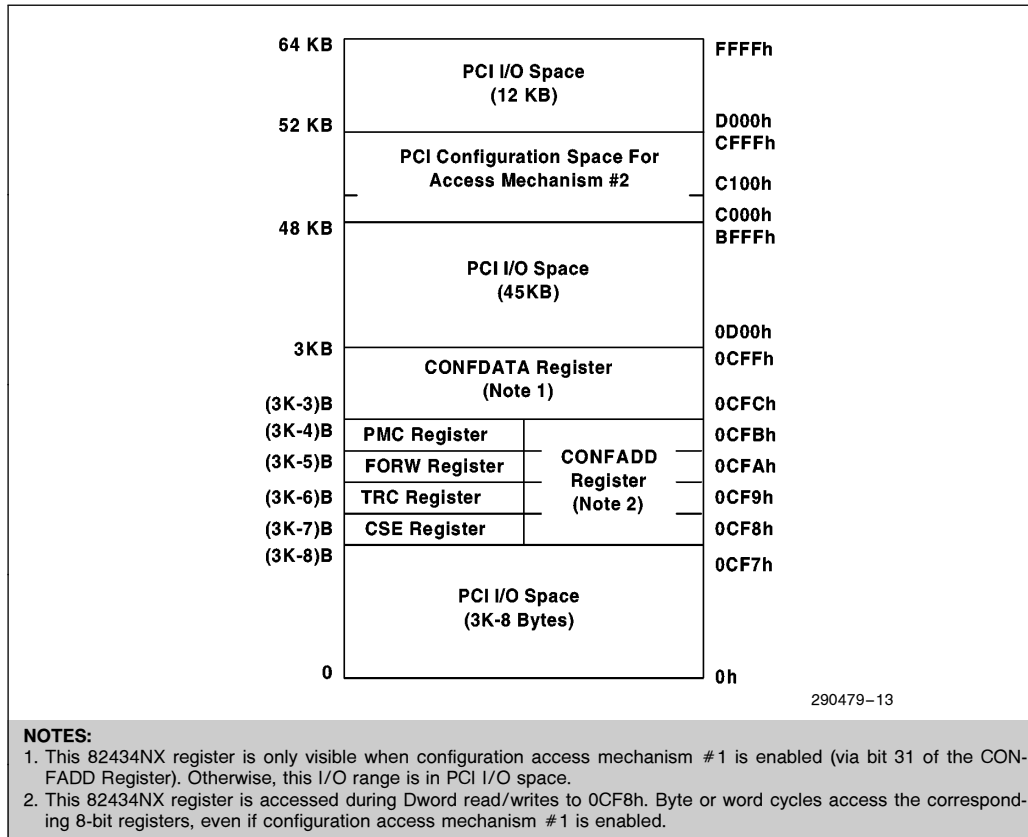 64 KB
FFFFh
PCI I/O Space
(12 KB)
52 KB
D000h
CFFFh
PCI Configuration Space For
Access Mechanism #2
C100h
C000h
48 KB
BFFFh
PCI I/O Space
(45KB)
0D00h
3KB
0CFFh
CONFDATA Register
(Note 1)
(3K-3)B
0CFCh
(3K-4)B
PMC Register
0CFBh
(3K-5)B
FORW Register
CONFADD
Register
(Note 2)
0CFAh
(3K-6)B
TRC Register
0CF9h
(3K-7)B
CSE Register
0CF8h
(3K-8)B
0CF7h
PCI I/O Space
(3K-8 Bytes)
0
0h
290479–13
NOTES:
1. This 82434NX register is only visible when configuration access mechanism #1 is enabled (via bit 31 of the CON-
FADD Register). Otherwise, this I/O range is in PCI I/O space.
2. This 82434NX register is accessed during Dword read/writes to 0CF8h. Byte or word cycles access the correspond-
ing 8-bit registers, even if configuration access mechanism #1 is enabled.